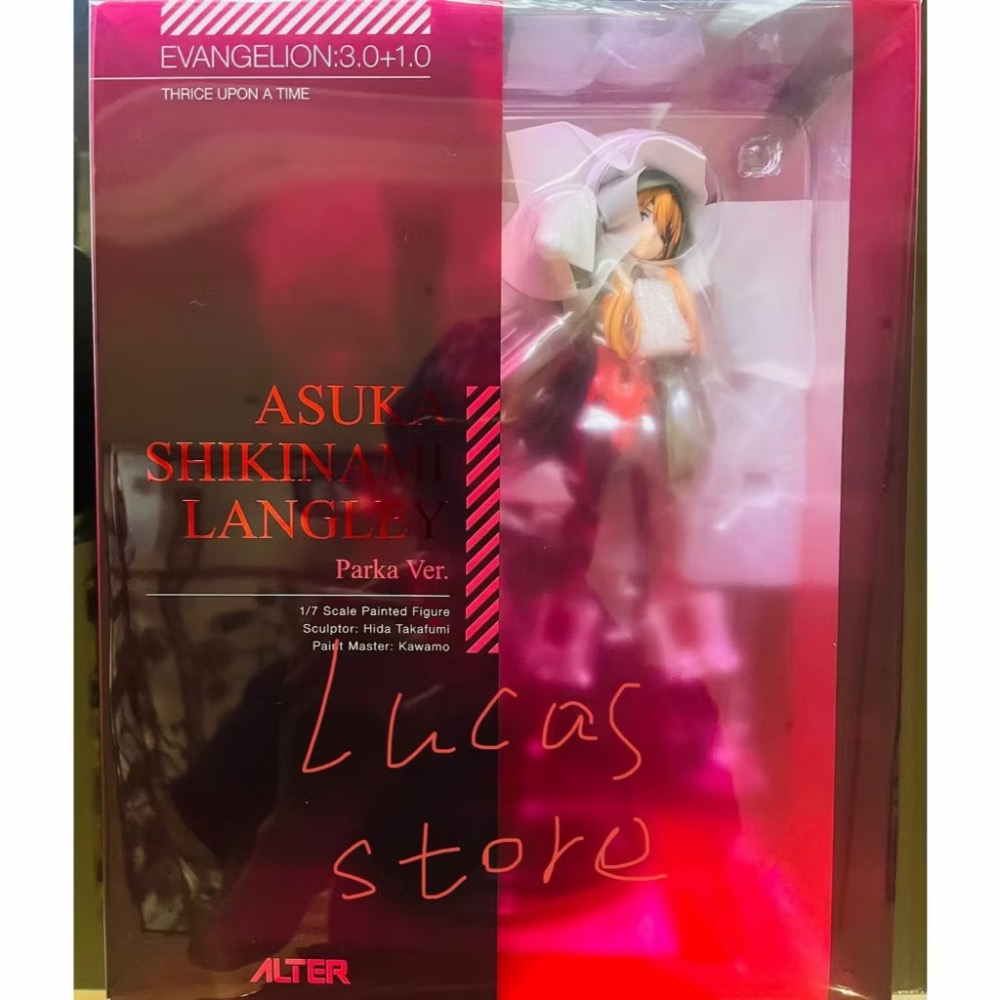 EVANGELION:3.0+1.0
THRICE UPON A TIME
ASUKA
SHIKINAMI
LANGLEY
Parka Ver.
1/7 Scale Painted Figure
Sculptor: Hida Takafumi
Paint Master: Kawamo
Lucas
store
ALTER